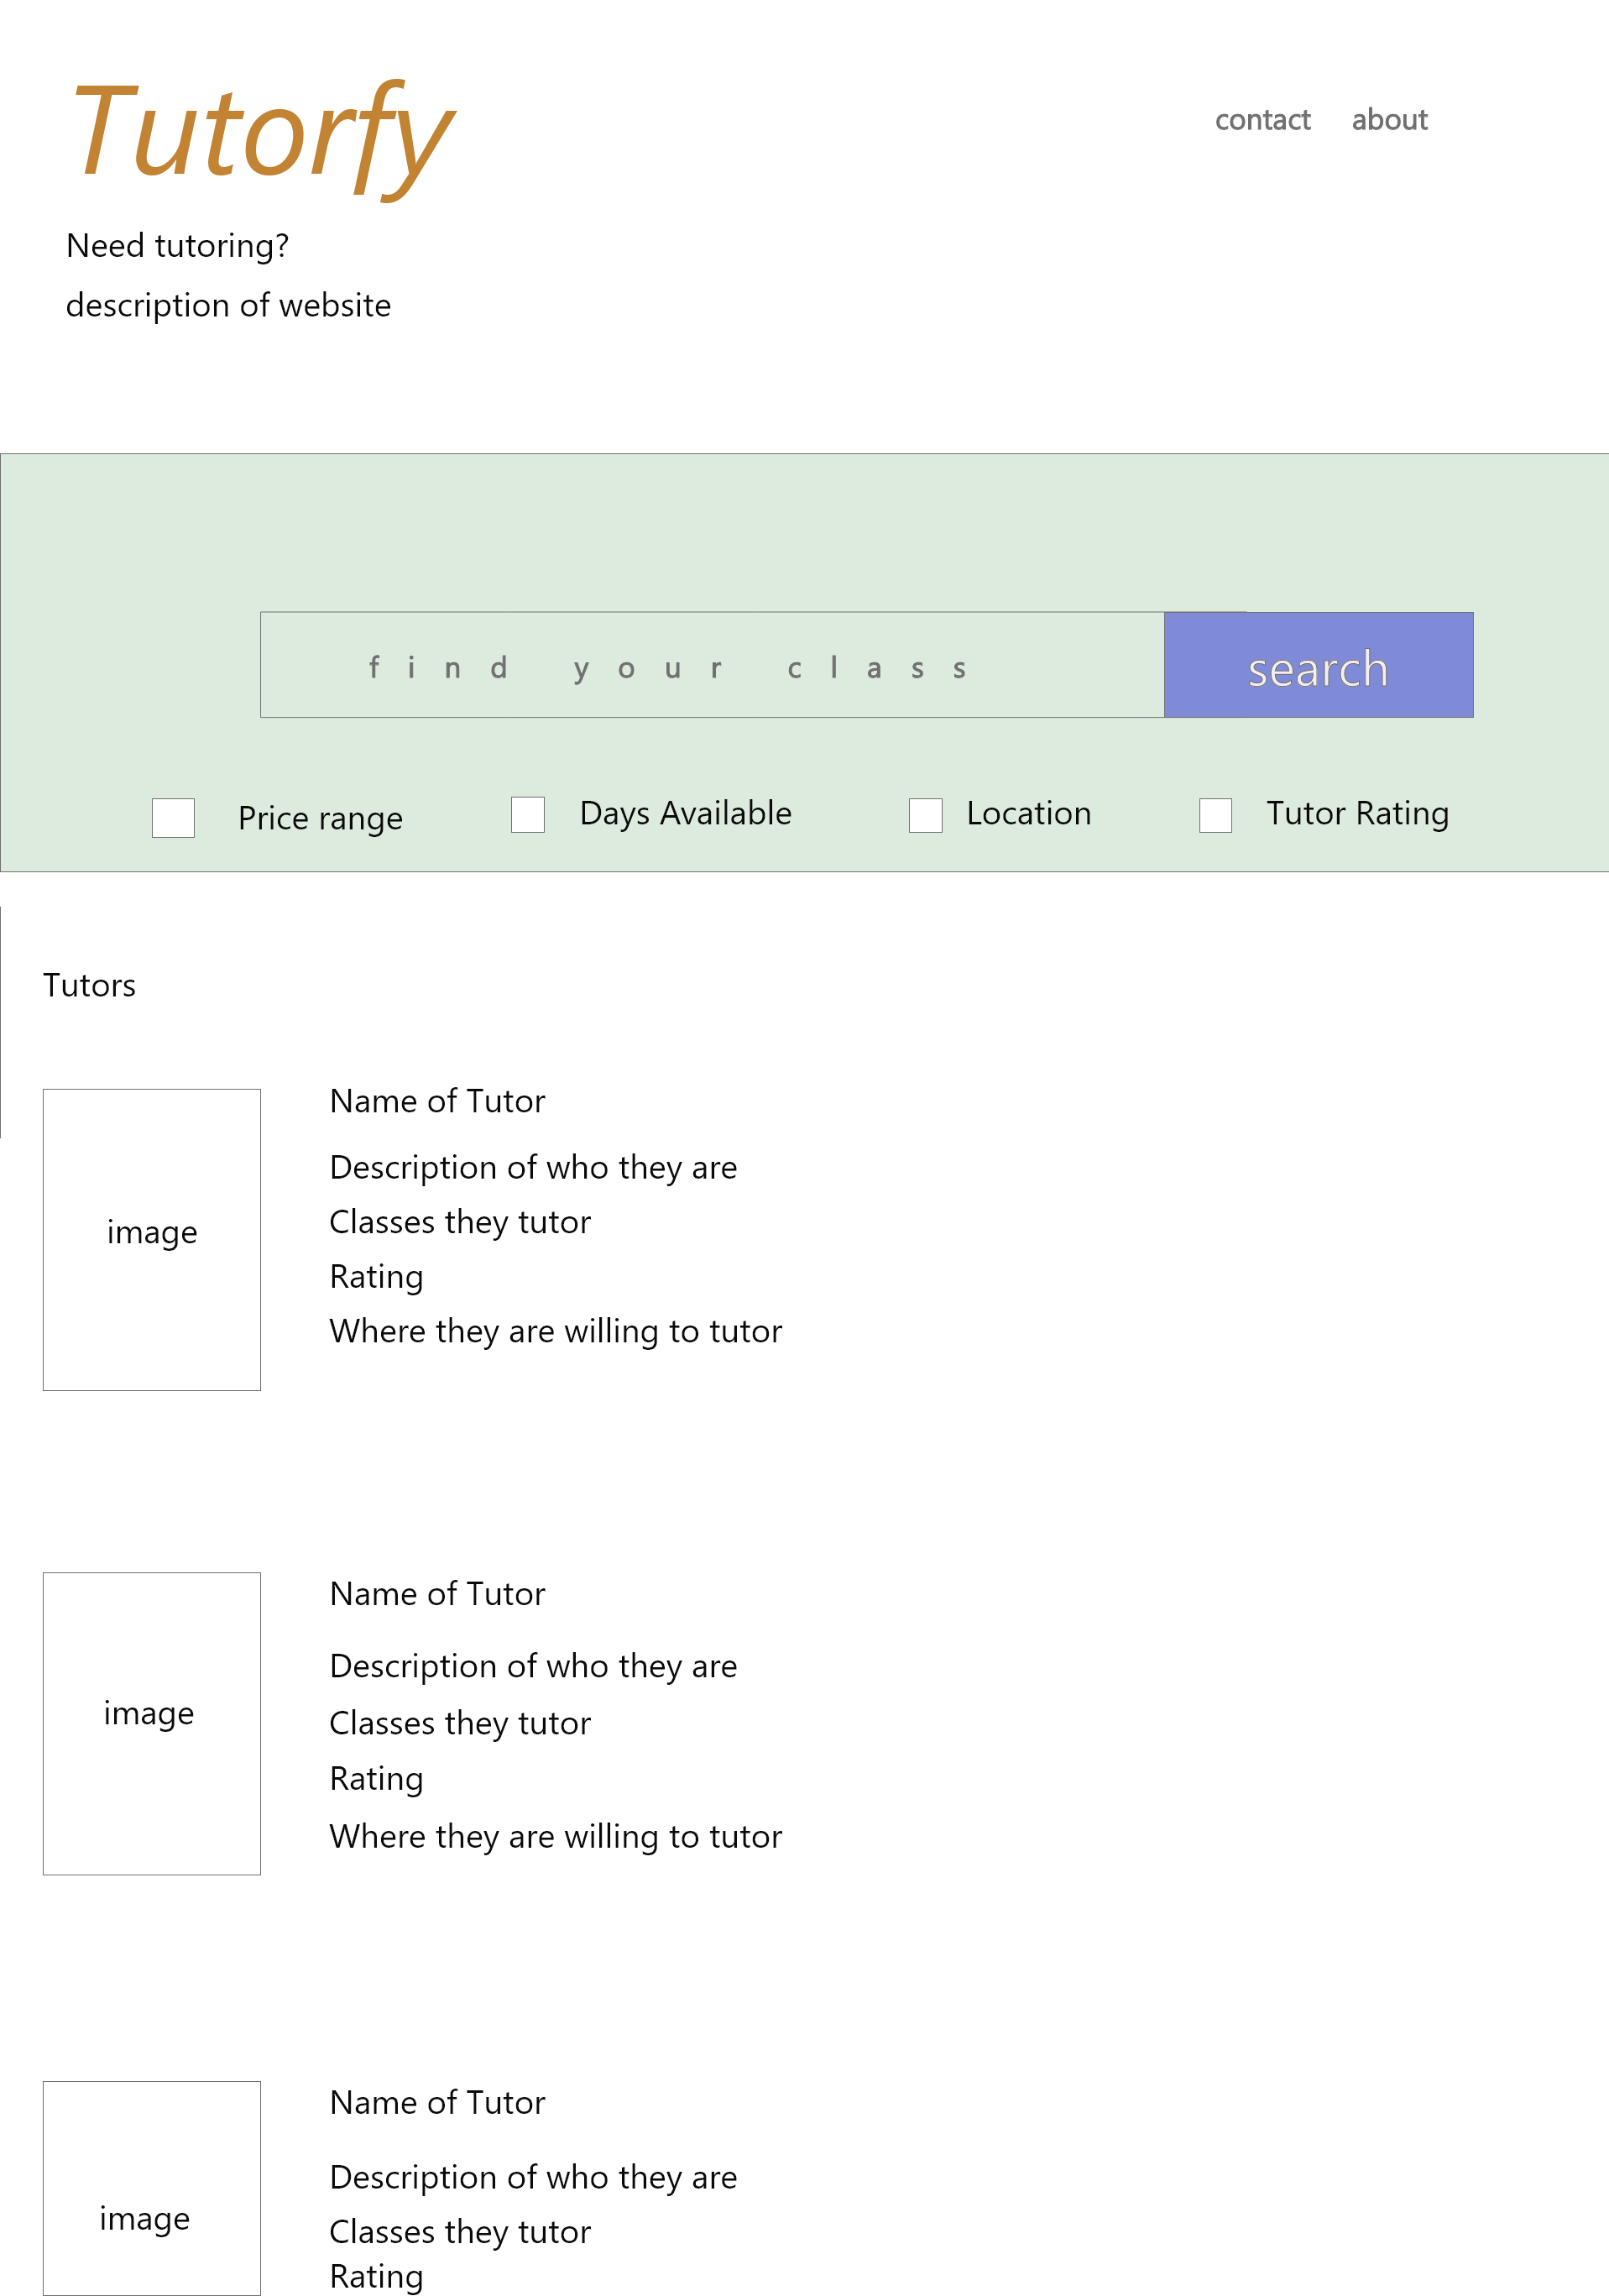 Tutorfy
contact about
Need tutoring?
description of website
find your class
search
Price range
Days Available
Location
Tutor Rating
Tutors
image
Name of Tutor
Description of who they are
Classes they tutor
Rating
Where they are willing to tutor
image
Name of Tutor
Description of who they are
Classes they tutor
Rating
Where they are willing to tutor
image
Name of Tutor
Description of who they are
Classes they tutor
Rating